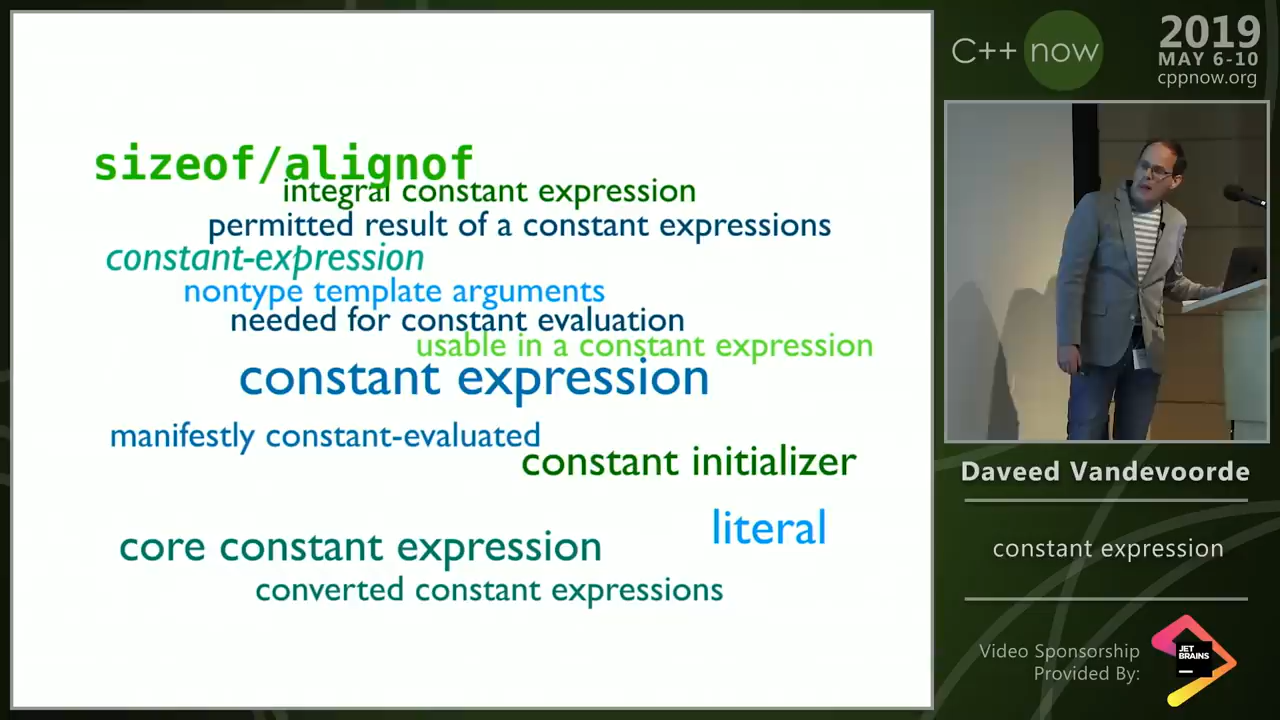 sizeof/alignof
integral constant expression
permitted result of a constant expressions
constant-expression
nontype template arguments
needed for constant evaluation
usable in a constant expression
constant expression
manifestly constant-evaluated
constant initializer
literal
core constant expression
converted constant expressions
C++ now
2019
MAY 6-10
cppnow.org
Daveed Vandevoorde
constant expression
Video Sponsorship
Provided By:
JET
BRAINS